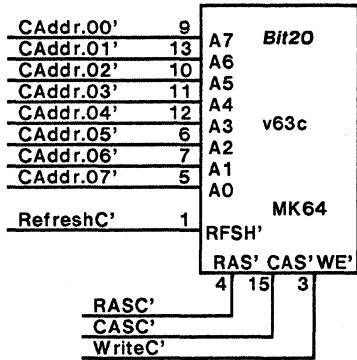 CAddr.00' 9 A7 Bit20
CAddr.01' 13 A6
CAddr.02' 10 A5
CAddr.03' 11 A4
CAddr.04' 12 A3 v63c
CAddr.05' 6 A2
CAddr.06' 7 A1
CAddr.07' 5 A0
MK64
RefreshC' 1 RFSH'
RAS' CAS' WE'
4 15 3
RASC'
CASC'
WriteC'